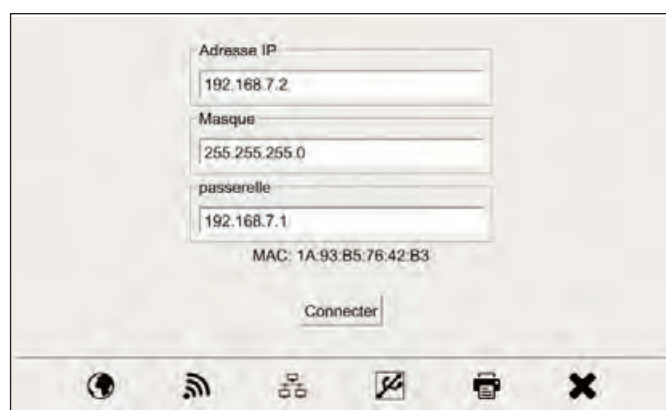 Adresse IP
192.168.7.2
Masque
255.255.255.0
passerelle
192.168.7.1
MAC: 1A:93:B5:76:42:B3
Connecter